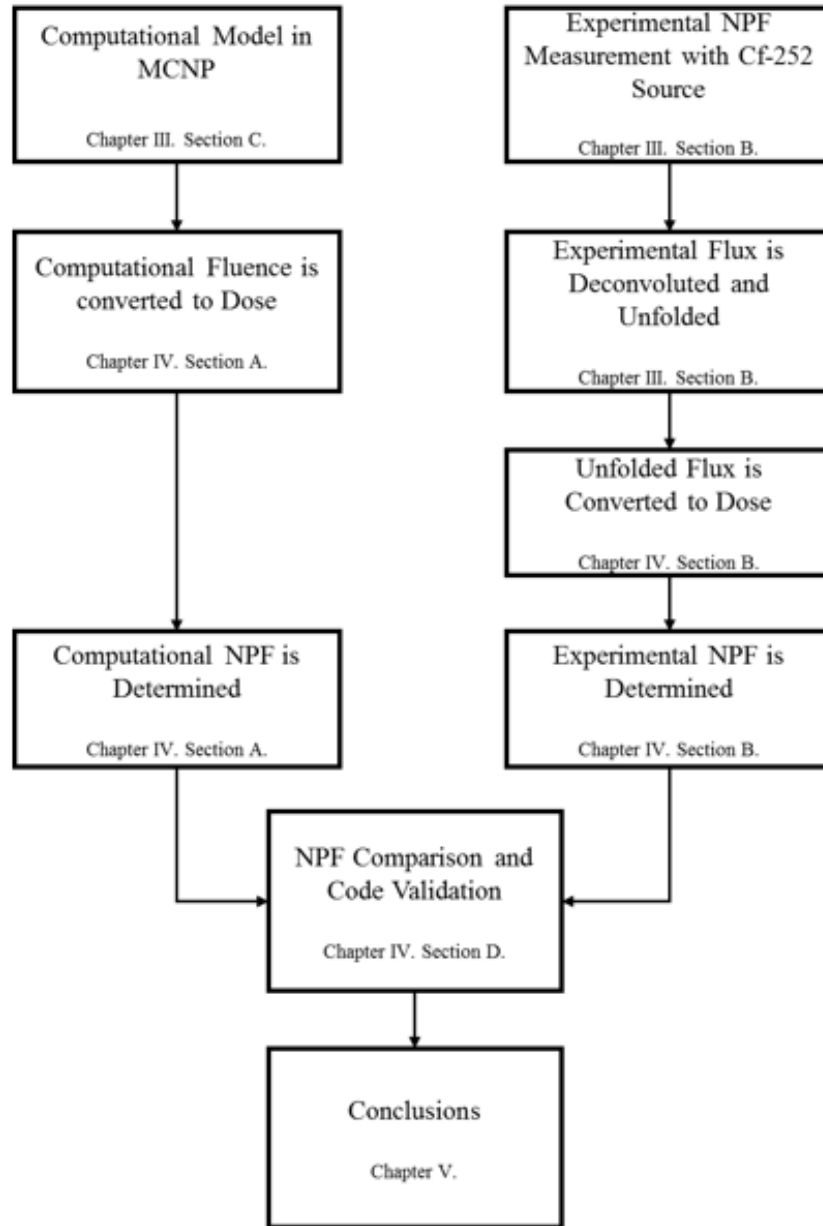 Computational Model in
MCNP
Chapter III. Section C.
Experimental NPF
Measurement with Cf-252
Source
Chapter III. Section B.
Computational Fluence is
converted to Dose
Chapter IV. Section A.
Experimental Flux is
Deconvoluted and
Unfolded
Chapter III. Section B.
Unfolded Flux is
Converted to Dose
Chapter IV. Section B.
Computational NPF is
Determined
Chapter IV. Section A.
Experimental NPF is
Determined
Chapter IV. Section B.
NPF Comparison and
Code Validation
Chapter IV. Section D.
Conclusions
Chapter V.